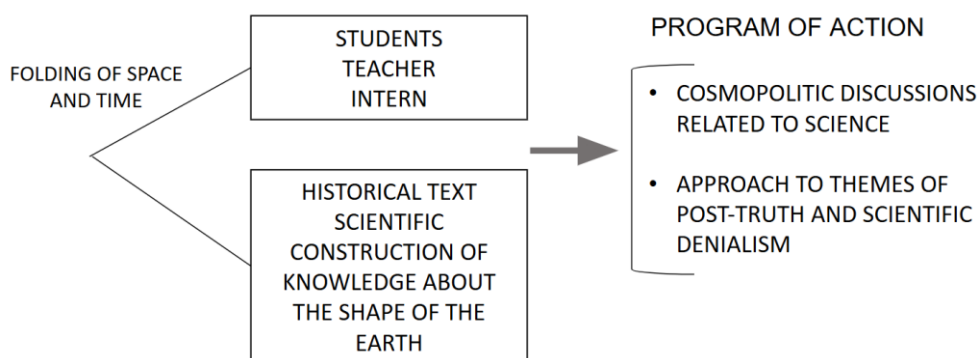 FOLDING OF SPACE
AND TIME
STUDENTS
TEACHER
INTERN
HISTORICAL TEXT
SCIENTIFIC
CONSTRUCTION OF
KNOWLEDGE ABOUT
THE SHAPE OF THE
EARTH
PROGRAM OF ACTION
• COSMOPOLITIC DISCUSSIONS
RELATED TO SCIENCE
• APPROACH TO THEMES OF
POST-TRUTH AND SCIENTIFIC
DENIALISM